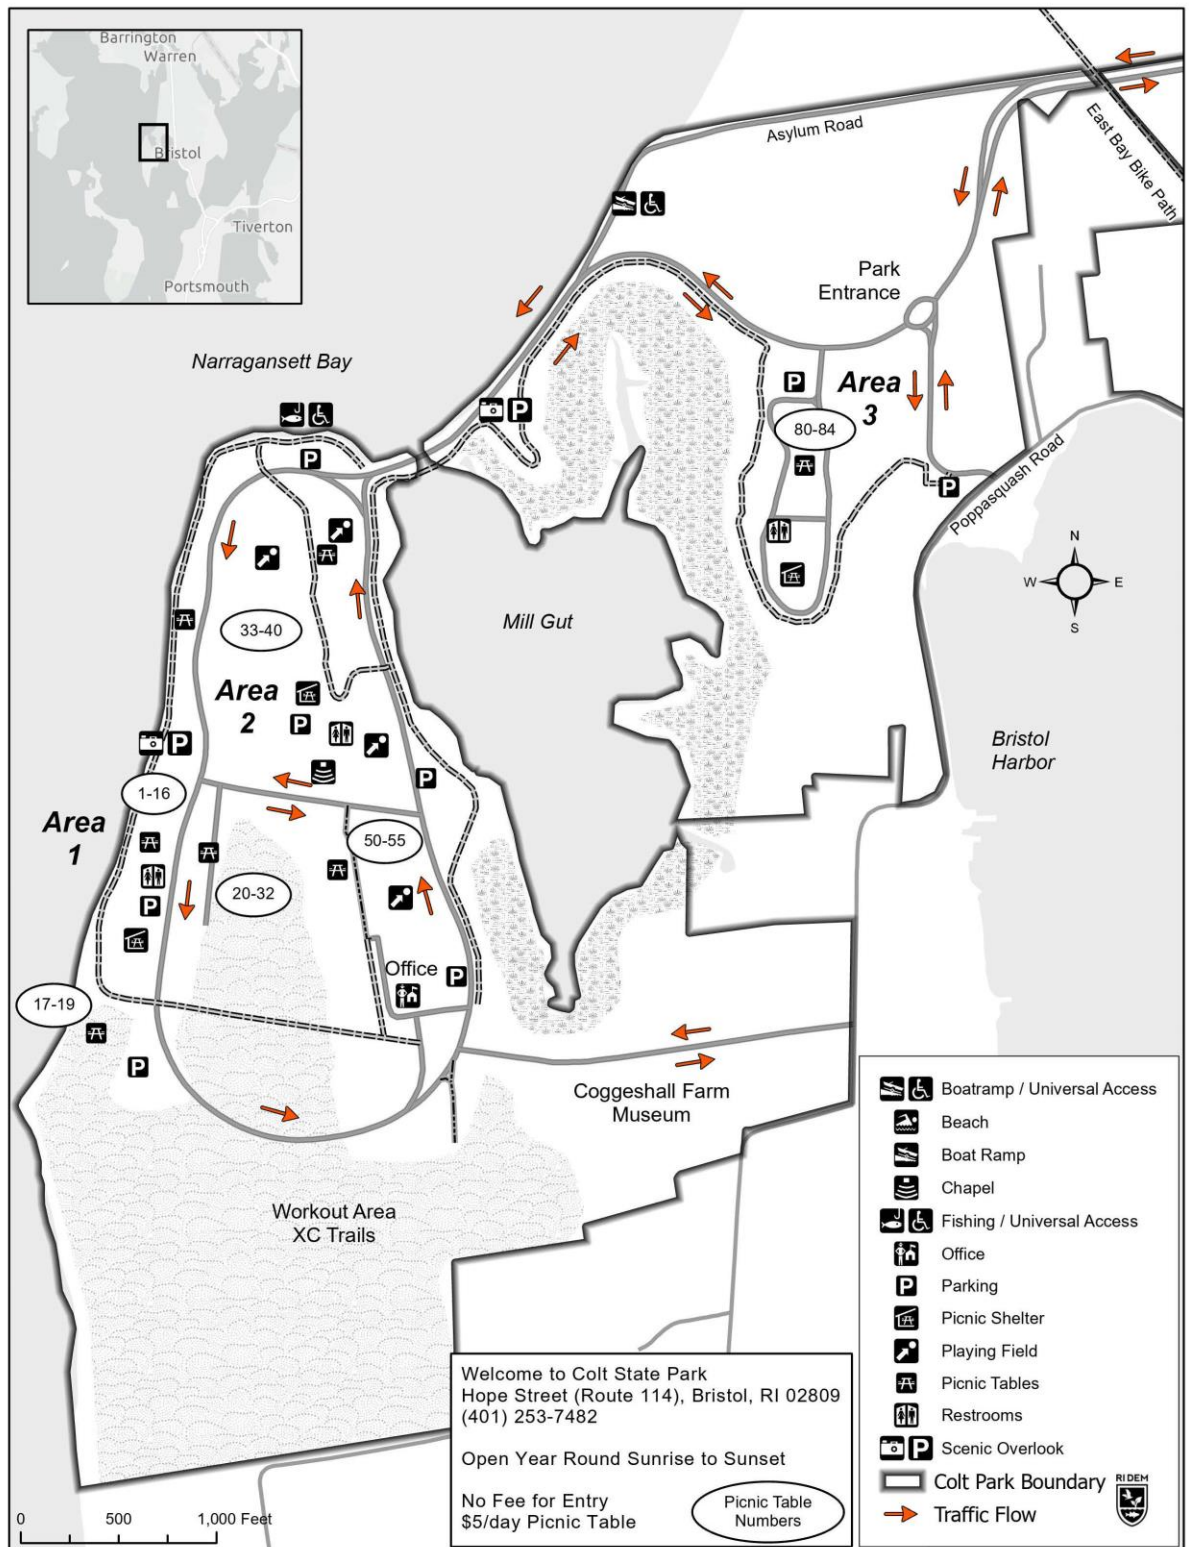 Barrington
Warren
Bristol
Tiverton
Portsmouth
Asylum Road
East Bay Bike Path
Park
Entrance
Narragansett Bay
P
Area
3
80-84
P
P
P
Poppasquash Road
N
W
E
S
33-40
Mill Gut
Area
2
P
P
P
Bristol
Harbor
1-16
Area
1
50-55
20-32
P
Office
P
17-19
P
Coggeshall Farm
Museum
Workout Area
XC Trails
Boatramp / Universal Access
Beach
Boat Ramp
Chapel
Fishing / Universal Access
Office
P Parking
Picnic Shelter
Playing Field
Picnic Tables
Restrooms
P Scenic Overlook
Colt Park Boundary
RI DEM
Traffic Flow
Welcome to Colt State Park
Hope Street (Route 114), Bristol, RI 02809
(401) 253-7482
Open Year Round Sunrise to Sunset
No Fee for Entry
$5/day Picnic Table
Picnic Table
Numbers
0 500 1,000 Feet